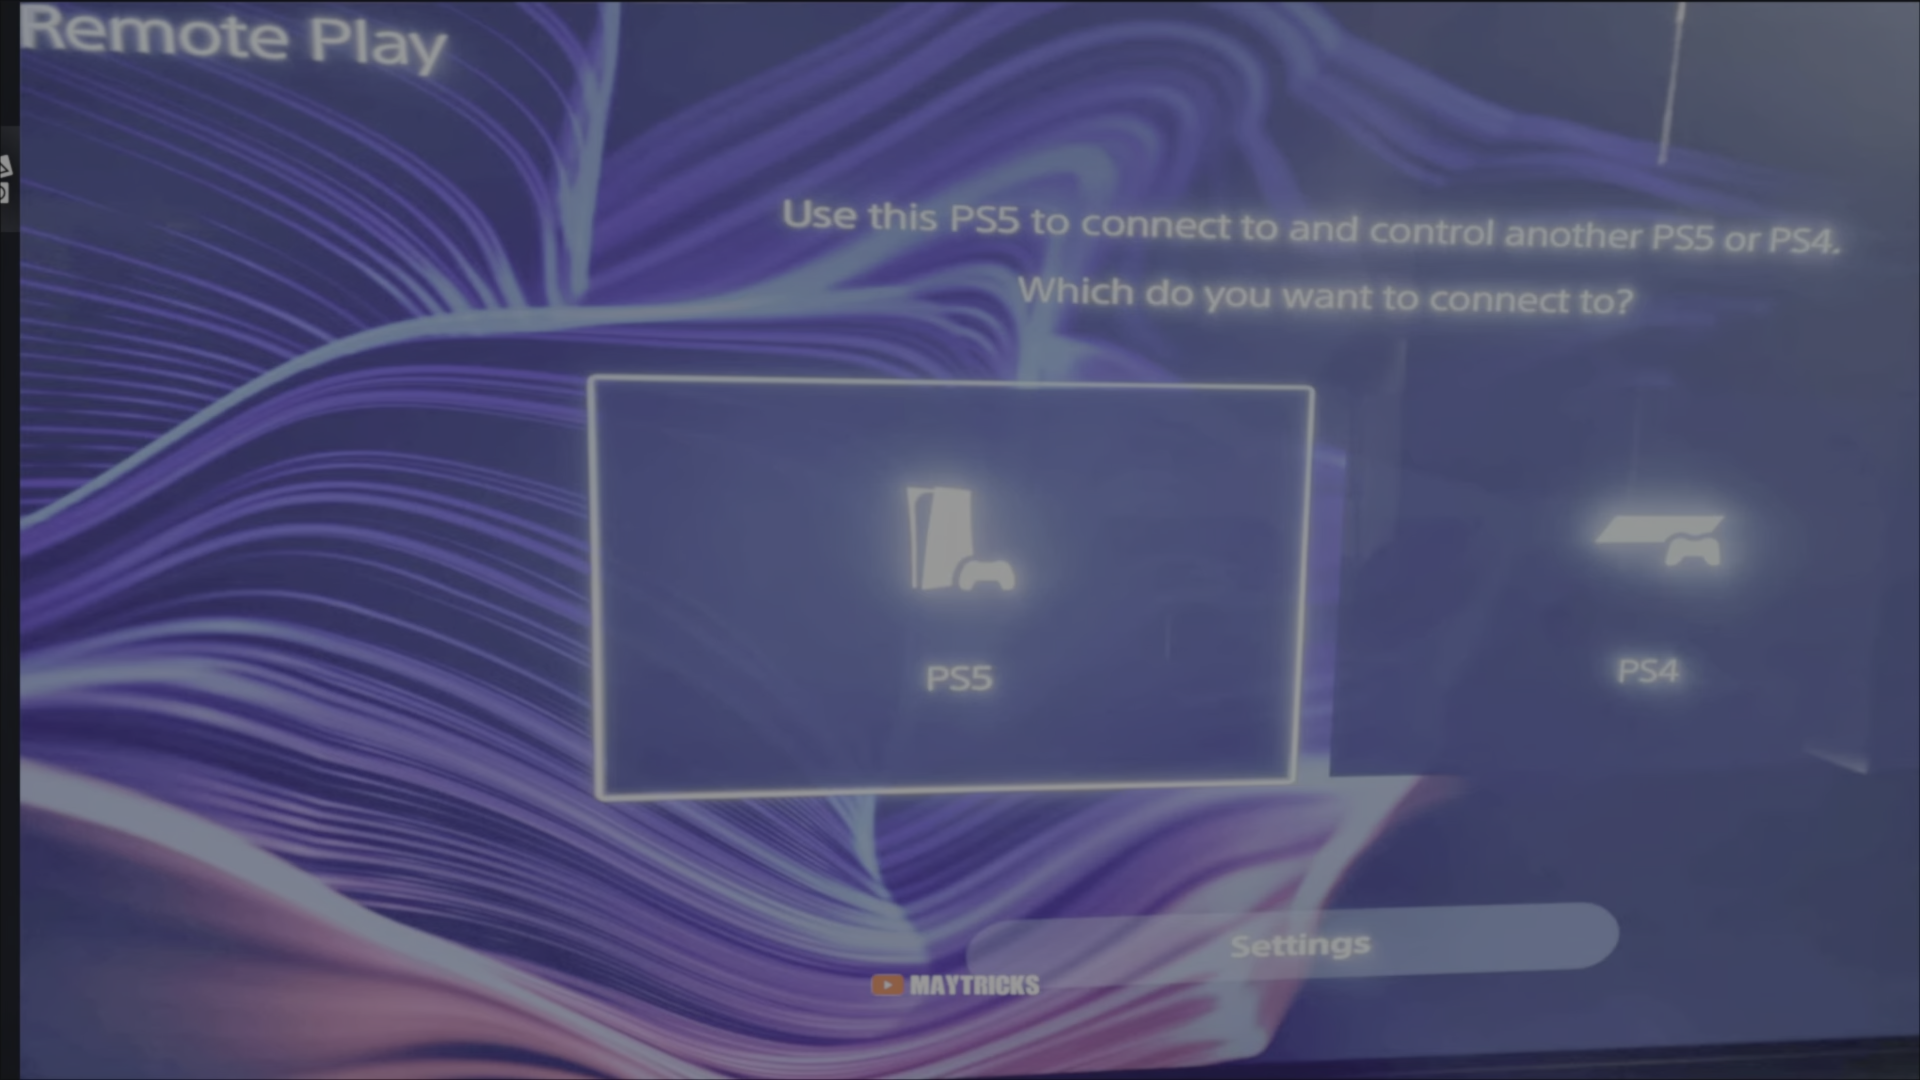 Remote Play
Use this PS5 to connect to and control another PS5 or PS4.
Which do you want to connect to?
PS5
PS4
Settings
MAYTRICKS